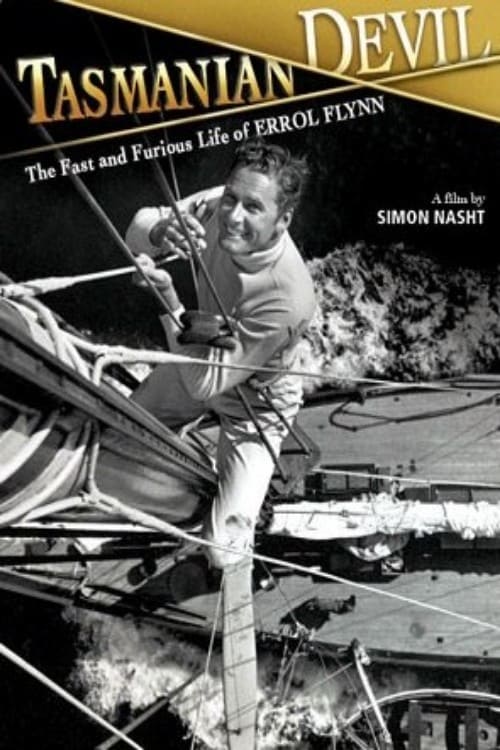 TASMANIAN DEVIL
The Fast and Furious Life of ERROL FLYNN
A film by
SIMON NASHT